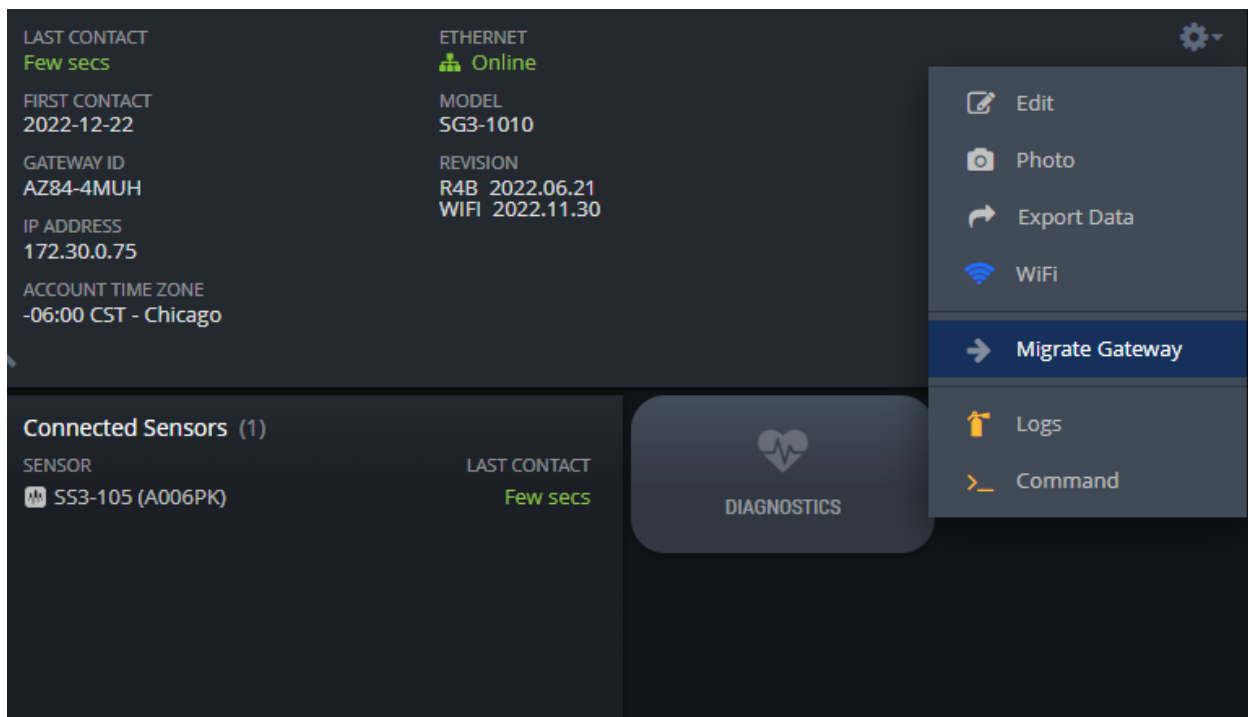 LAST CONTACT
Few secs
FIRST CONTACT
2022-12-22
GATEWAY ID
AZ84-4MUH
IP ADDRESS
172.30.0.75
ACCOUNT TIME ZONE
-06:00 CST - Chicago
ETHERNET
Online
MODEL
SG3-1010
REVISION
R4B 2022.06.21
WIFI 2022.11.30
Edit
Photo
Export Data
WiFi
Migrate Gateway
Logs
Command
Connected Sensors (1)
SENSOR LAST CONTACT
SS3-105 (A006PK) Few secs
DIAGNOSTICS